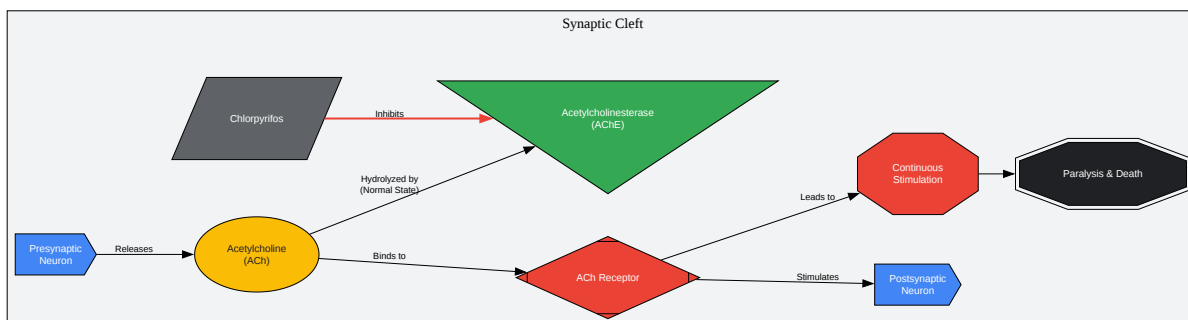 Synaptic Cleft
Chlorpyrifos
Inhibits
Acetylcholinesterase
(AChE)
Hydrolyzed by
(Normal State)
Continuous
Stimulation
Paralysis & Death
Leads to
Presynaptic
Neuron
Releases
Acetylcholine
(ACh)
Binds to
ACh Receptor
Stimulates
Postsynaptic
Neuron